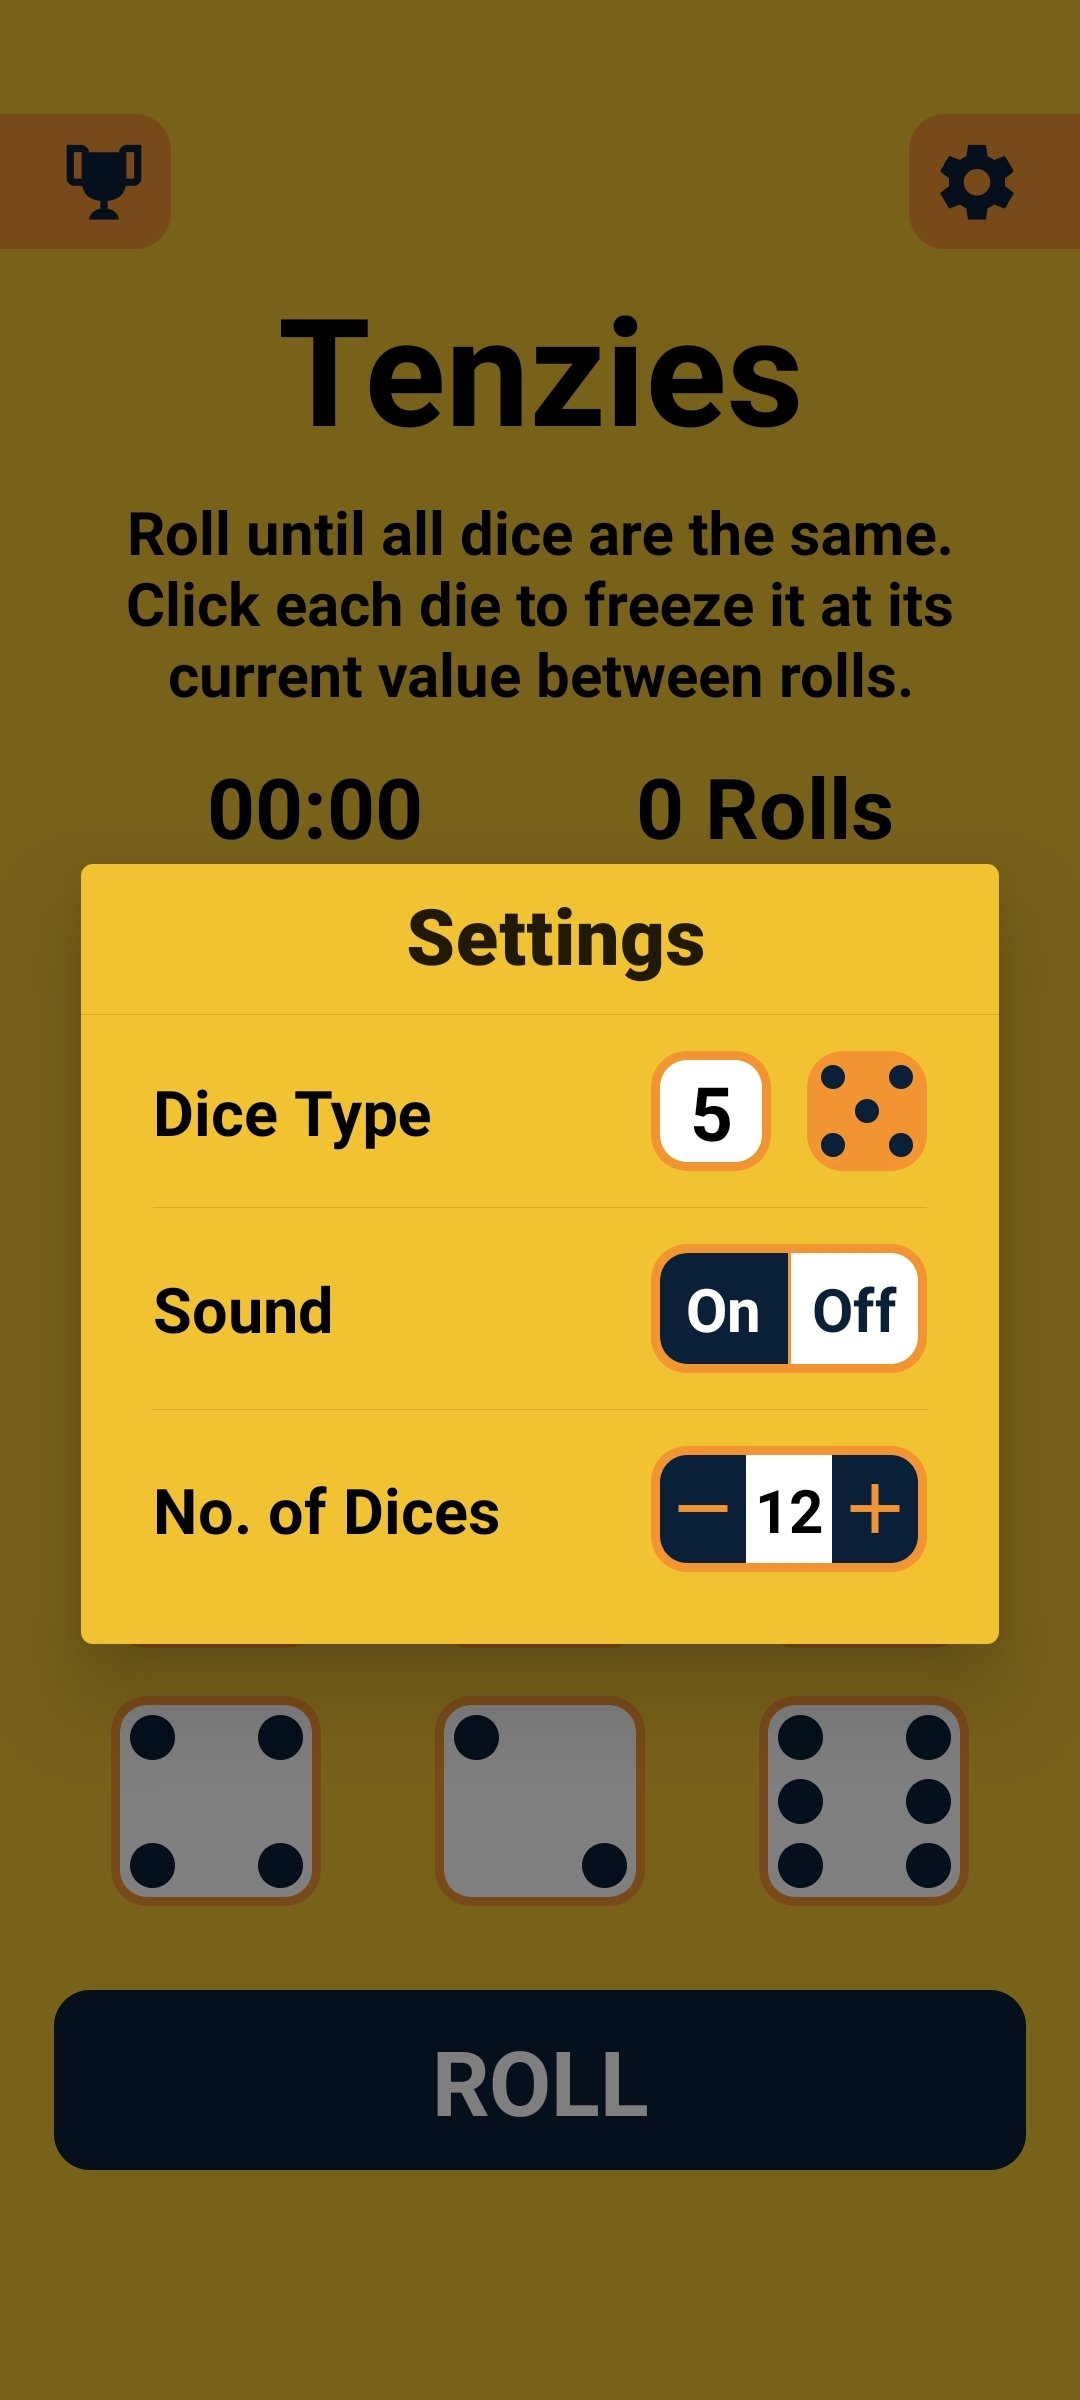 Tenzies
Roll until all dice are the same.
Click each die to freeze it at its
current value between rolls.
00:00 0 Rolls
Settings
Dice Type 5
Sound On Off
No. of Dices — 12 +
ROLL